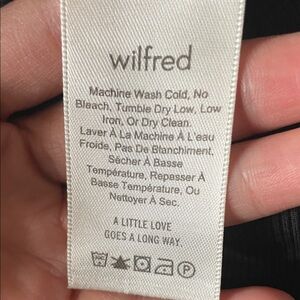 wilfred
Machine Wash Cold, No
Bleach, Tumble Dry Low, Low
Iron, Or Dry Clean.
Laver À La Machine À L'eau
Froide, Pas De Blanchiment,
Sécher À Basse
Température, Repasser À
Basse Température, Ou
Nettoyer À Sec.
A LITTLE LOVE
GOES A LONG WAY.
P